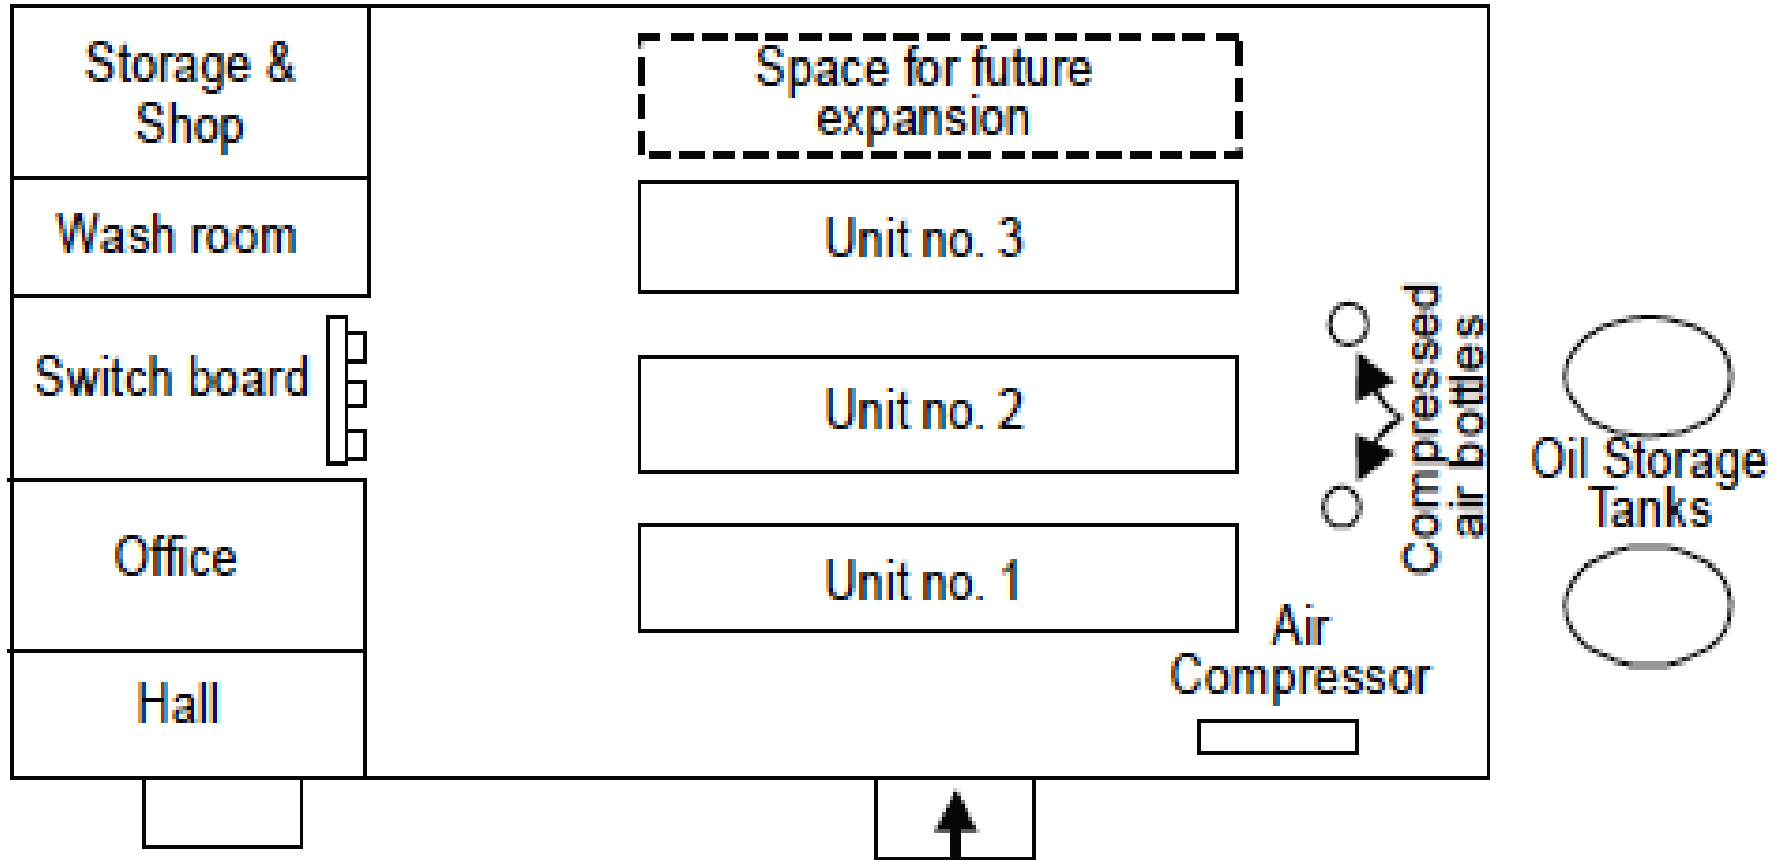 Storage &
Shop
Wash room
Switch board
Office
Hall
Space for future
expansion
Unit no. 3
Unit no. 2
Unit no. 1
Compressed
air bottles
Air
Compressor
Oil Storage
Tanks